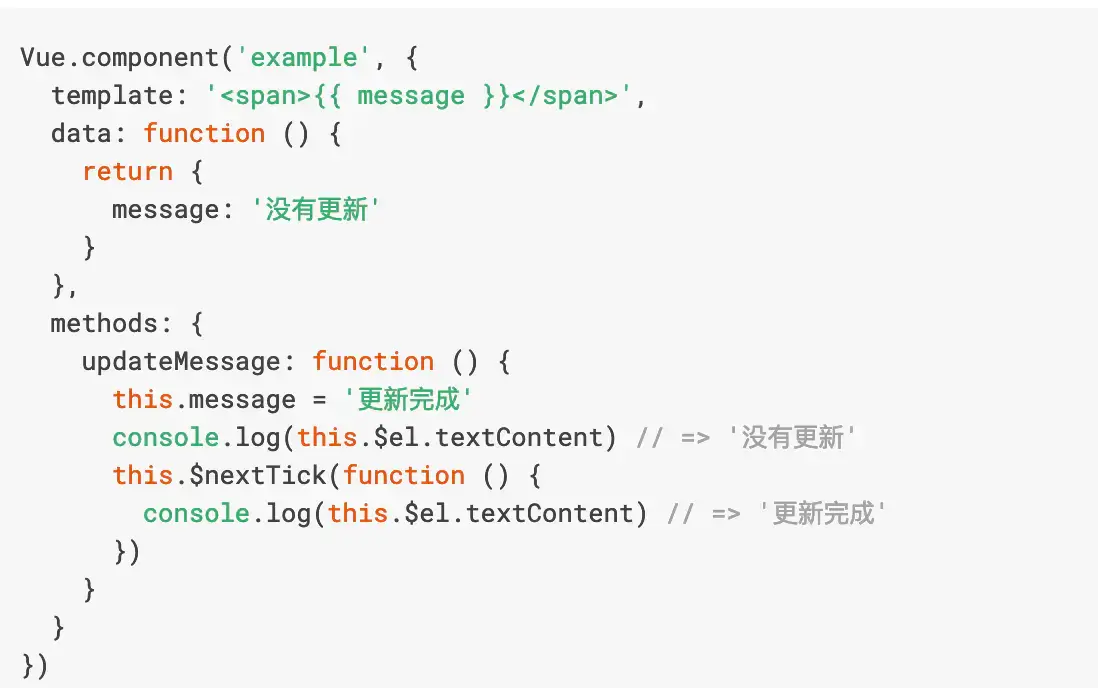 Vue.component('example', {
  template: '<span>{{ message }}</span>',
  data: function () {
    return {
      message: '没有更新'
    }
  },
  methods: {
    updateMessage: function () {
      this.message = '更新完成'
      console.log(this.$el.textContent) // => '没有更新'
      this.$nextTick(function () {
        console.log(this.$el.textContent) // => '更新完成'
      })
    }
  }
})